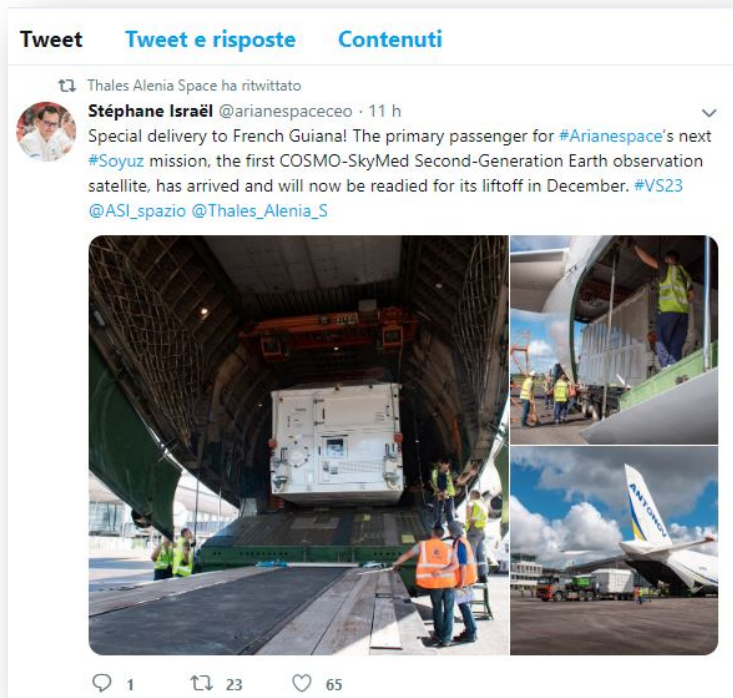 Tweet Tweet e risposte Contenuti
Thales Alenia Space ha ritwittato
Stéphane Israël @arianespaceceo · 11 h
Special delivery to French Guiana! The primary passenger for #Arianespace's next
#Soyuz mission, the first COSMO-SkyMed Second-Generation Earth observation
satellite, has arrived and will now be readied for its liftoff in December. #VS23
@ASI_spazio @Thales_Alenia_S
ANTONOV
1 23 65